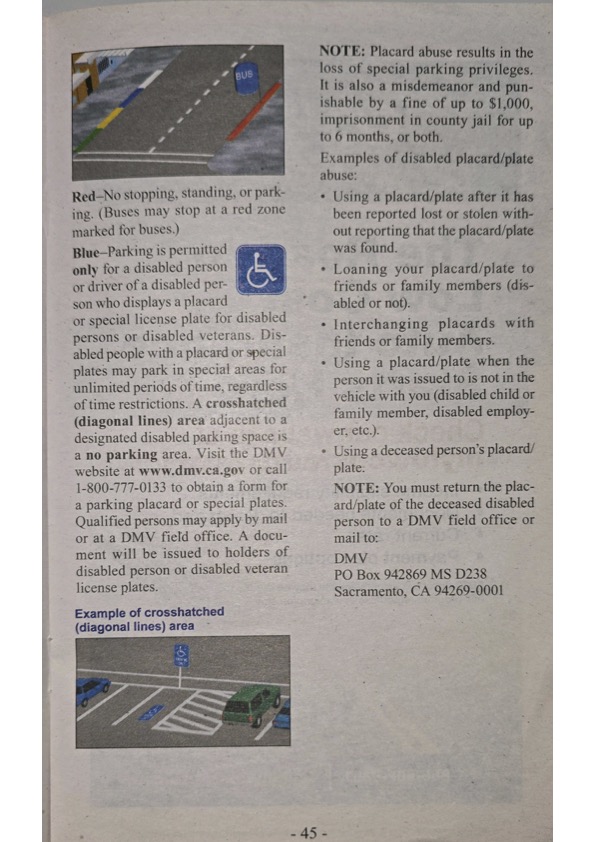 BUS
Red–No stopping, standing, or park-
ing. (Buses may stop at a red zone
marked for buses.)
Blue–Parking is permitted
only for a disabled person
or driver of a disabled per-
son who displays a placard
or special license plate for disabled
persons or disabled veterans. Dis-
abled people with a placard or special
plates may park in special areas for
unlimited periods of time, regardless
of time restrictions. A crosshatched
(diagonal lines) area adjacent to a
designated disabled parking space is
a no parking area. Visit the DMV
website at www.dmv.ca.gov or call
1-800-777-0133 to obtain a form for
a parking placard or special plates.
Qualified persons may apply by mail
or at a DMV field office. A docu-
ment will be issued to holders of
disabled person or disabled veteran
license plates.
Example of crosshatched
(diagonal lines) area
NOTE: Placard abuse results in the
loss of special parking privileges.
It is also a misdemeanor and pun-
ishable by a fine of up to $1,000,
imprisonment in county jail for up
to 6 months, or both.
Examples of disabled placard/plate
abuse:
• Using a placard/plate after it has
been reported lost or stolen with-
out reporting that the placard/plate
was found.
• Loaning your placard/plate to
friends or family members (dis-
abled or not).
• Interchanging placards with
friends or family members.
• Using a placard/plate when the
person it was issued to is not in the
vehicle with you (disabled child or
family member, disabled employ-
er, etc.).
• Using a deceased person's placard/
plate.
NOTE: You must return the plac-
ard/plate of the deceased disabled
person to a DMV field office or
mail to:
DMV
PO Box 942869 MS D238
Sacramento, CA 94269-0001
- 45 -